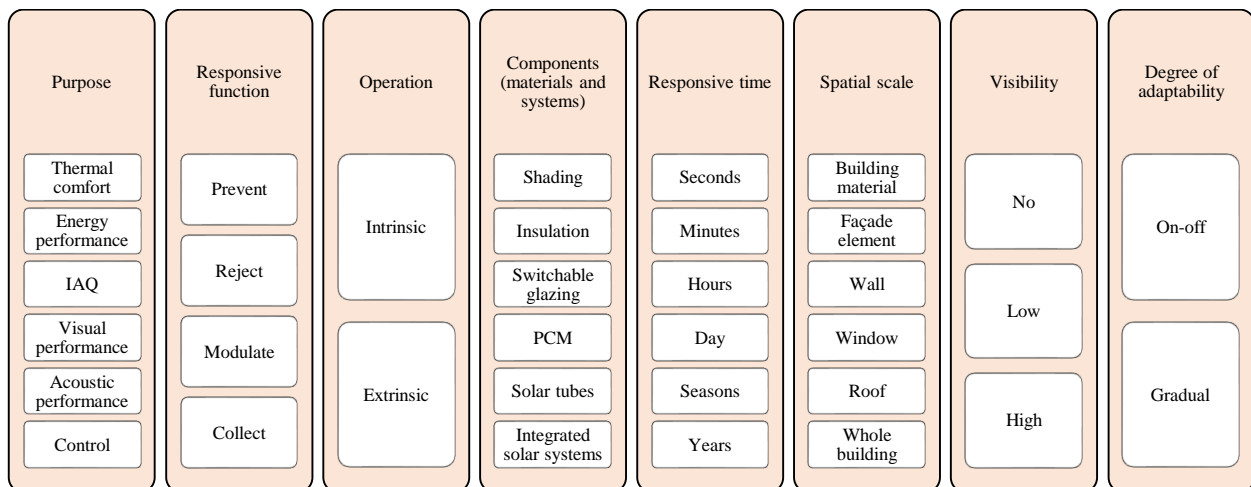 Purpose
Thermal
comfort
Energy
performance
IAQ
Visual
performance
Acoustic
performance
Control
Responsive
function
Prevent
Reject
Modulate
Collect
Operation
Intrinsic
Extrinsic
Components
(materials and
systems)
Shading
Insulation
Switchable
glazing
PCM
Solar tubes
Integrated
solar systems
Responsive time
Seconds
Minutes
Hours
Day
Seasons
Years
Spatial scale
Building
material
Façade
element
Wall
Window
Roof
Whole
building
Visibility
No
Low
High
Degree of
adaptability
On-off
Gradual